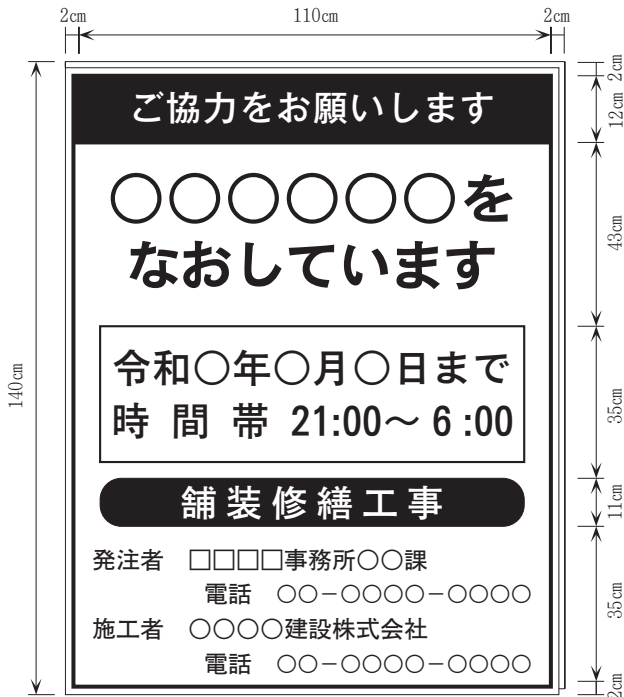 2cm 110cm 2cm
2cm
12cm
ご協力をお願いします
○○○○○○を
なおしています
43cm
令和○年○月○日まで
時間帯 21:00～6:00
140cm
35cm
舗装修繕工事
11cm
発注者 □□□□事務所○○課
電話 ○○−○○○○−○○○○
35cm
施工者 ○○○○建設株式会社
電話 ○○−○○○○−○○○○
2cm